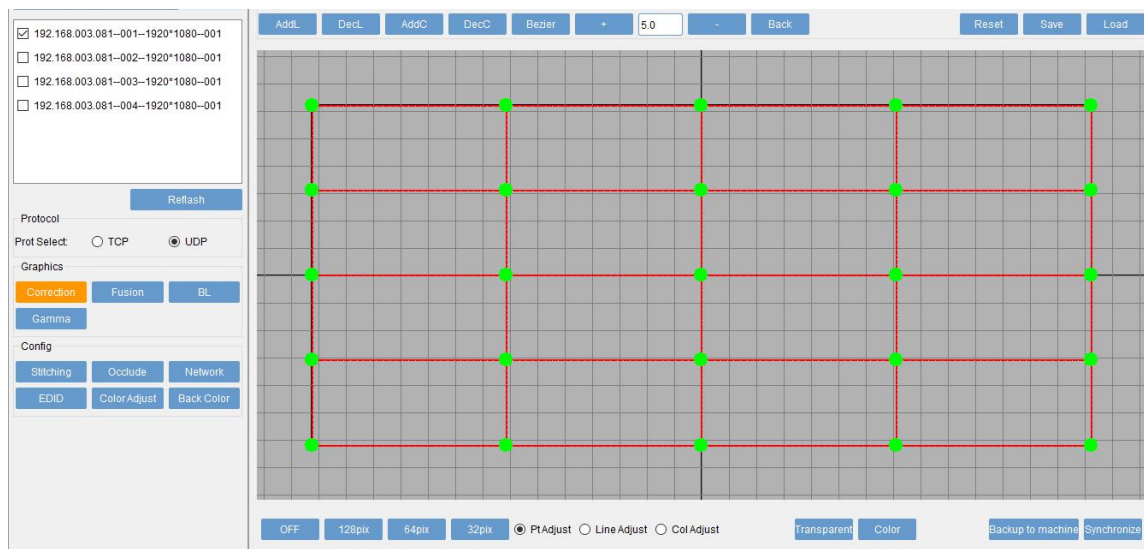 AddL DecL AddC DecC Bezier + 5.0 - Back Reset Save Load
192.168.003.081--001--1920*1080--001
192.168.003.081--002--1920*1080--001
192.168.003.081--003--1920*1080--001
192.168.003.081--004--1920*1080--001
Reflash
Protocol
Prot Select: TCP UDP
Graphics
Correction Fusion BL
Gamma
Config
Stitching Occlude Network
EDID Color Adjust Back Color
OFF 128pix 64pix 32pix Pt Adjust Line Adjust Col Adjust Transparent Color Backup to machine Synchronize